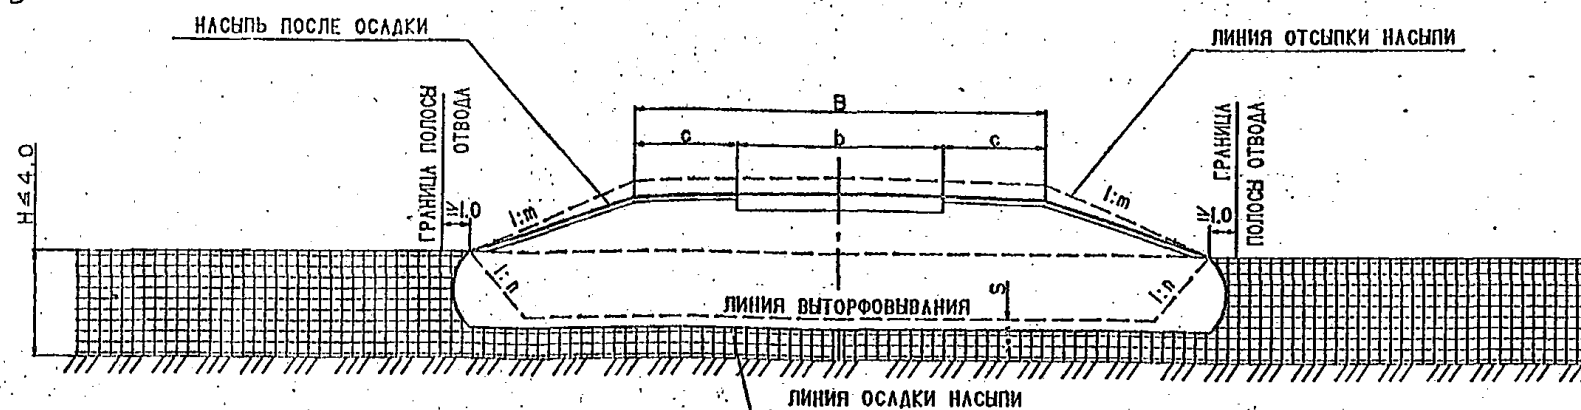 НАСЫПЬ ПОСЛЕ ОСАДКИ
ЛИНИЯ ОТСЫПКИ НАСЫПИ
ГРАНИЦА ПОЛОСЫ
ОТВОДА
B
c
b
c
ГРАНИЦА
ПОЛОСЫ ОТВОДА
H≤4.0
≥1.0
1:m
1:m
≥1.0
1:n
ЛИНИЯ ВЫТОРФОВЫВАНИЯ
S
1:n
ЛИНИЯ ОСАДКИ НАСЫПИ